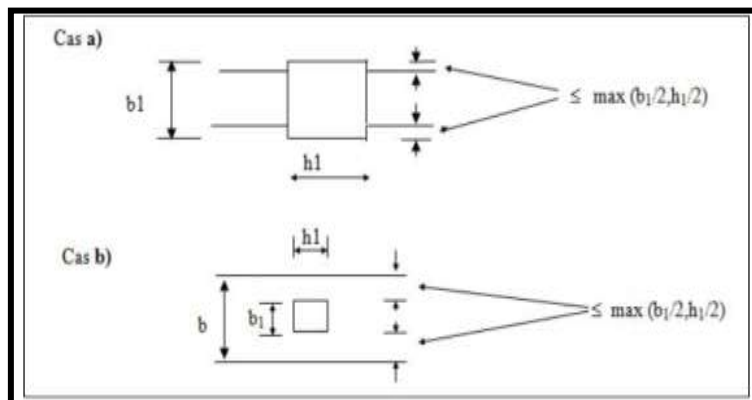 Cas a)
b1
≤ max (b₁/2,h₁/2)
h1
h1
Cas b)
b
b₁
≤ max (b₁/2,h₁/2)